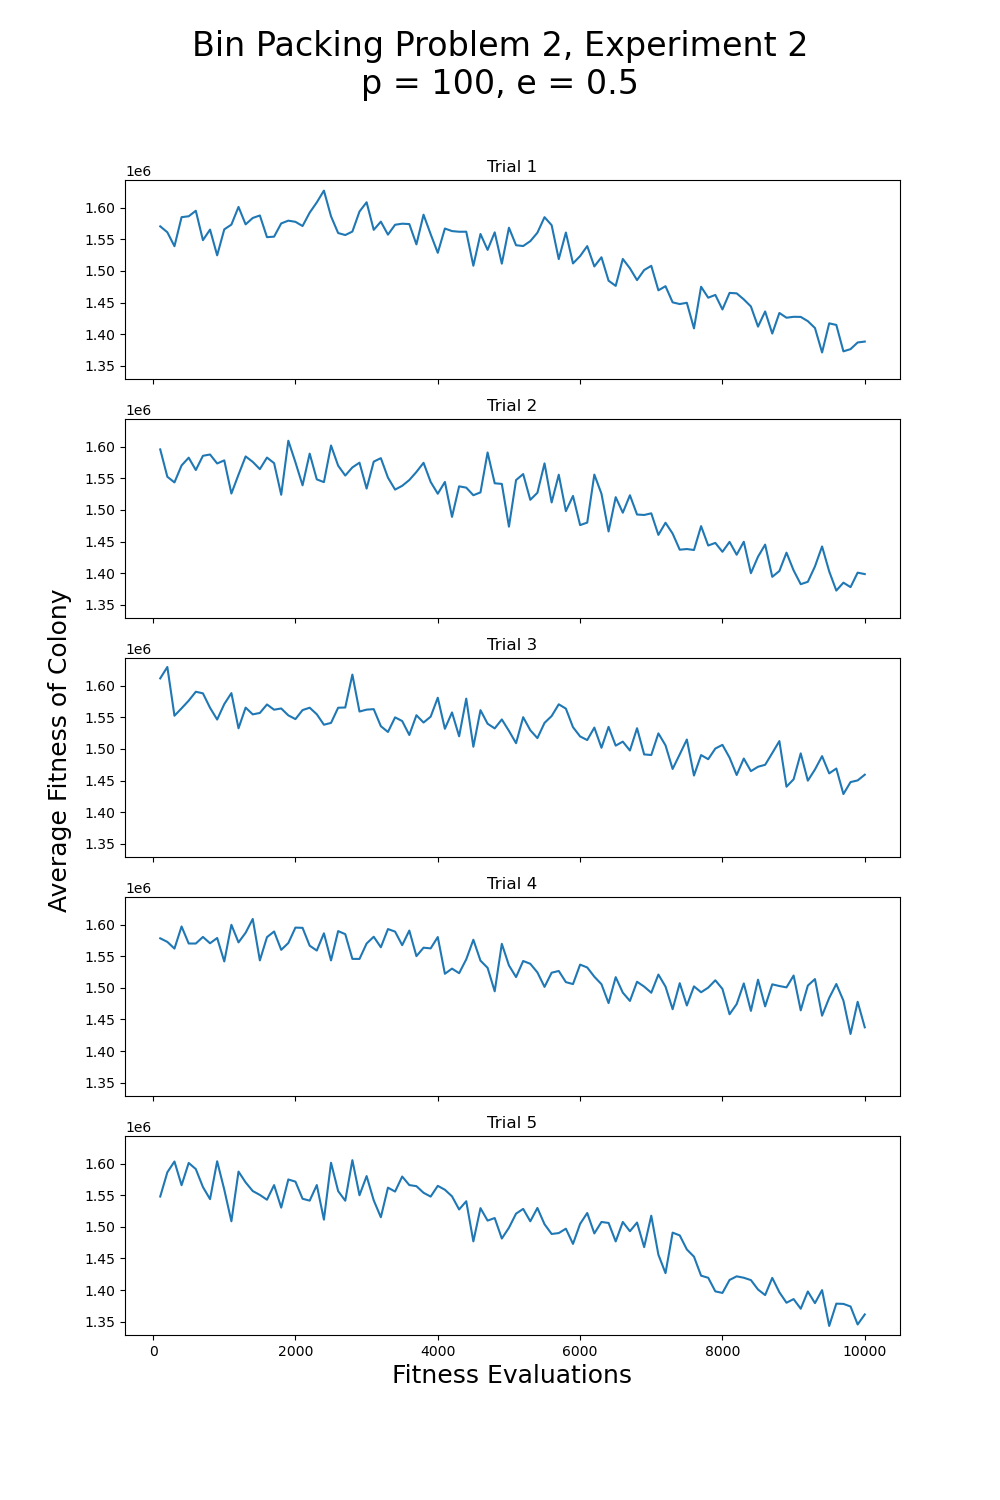 Bin Packing Problem 2, Experiment 2
p = 100, e = 0.5
Trial 1
1e6
1.60
1.55
1.50
1.45
1.40
1.35
Trial 2
1e6
1.60
1.55
1.50
1.45
1.40
1.35
Trial 3
1e6
1.60
1.55
1.50
1.45
1.40
1.35
Trial 4
1e6
1.60
1.55
1.50
1.45
1.40
1.35
Trial 5
1e6
1.60
1.55
1.50
1.45
1.40
1.35
0 2000 4000 6000 8000 10000
Fitness Evaluations
Average Fitness of Colony